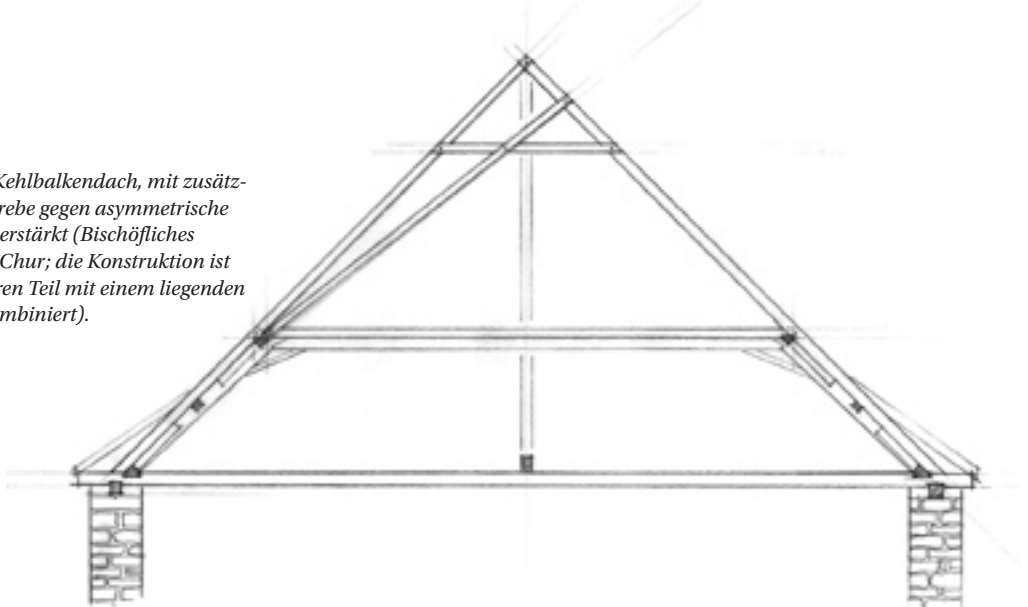 Kehlbalkendach, mit zusätz-
rebe gegen asymmetrische
erstärkt (Bischöfliches
Chur; die Konstruktion ist
ren Teil mit einem liegenden
mbiniert).